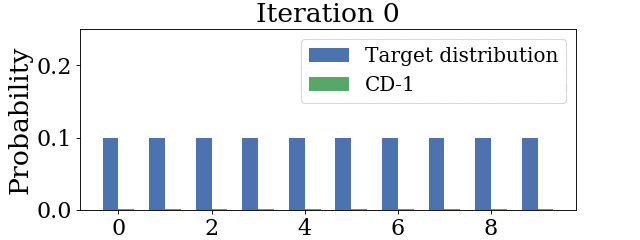 Iteration 0
Probability
0.2
0.1
0.0
Target distribution
CD-1
0 2 4 6 8